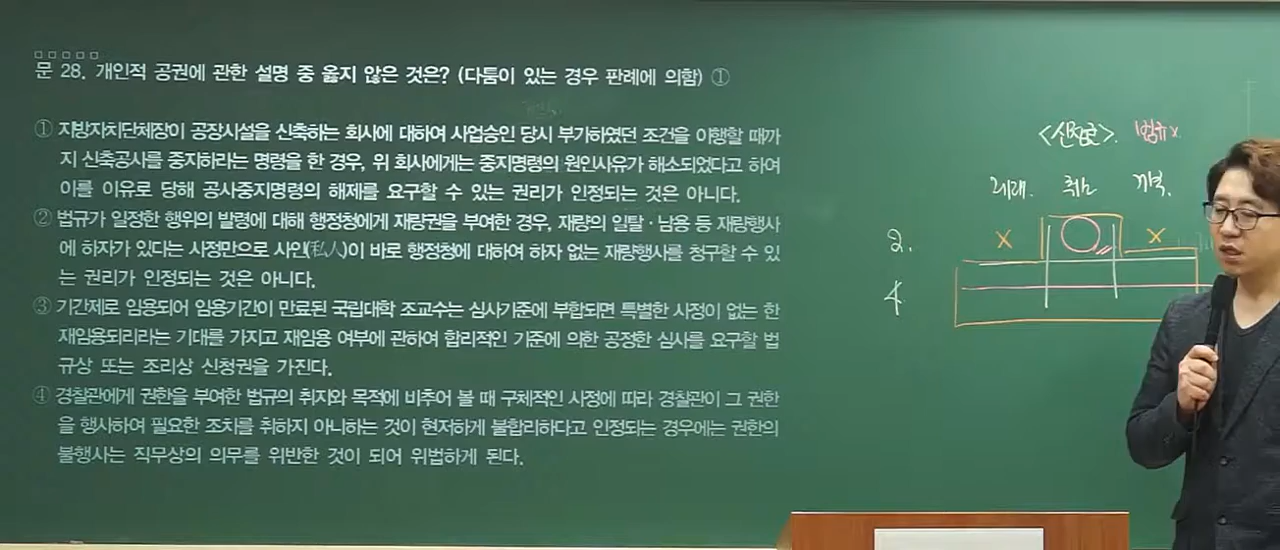 문 28. 개인적 공권에 관한 설명 중 옳지 않은 것은? (다툼이 있는 경우 판례에 의함) ①
① 지방자치단체장이 공장시설을 신축하는 회사에 대하여 사업승인 당시 부가하였던 조건을 이행할 때까
지 신축공사를 중지하라는 명령을 한 경우, 위 회사에게는 중지명령의 원인사유가 해소되었다고 하여
이를 이유로 당해 공사중지명령의 해제를 요구할 수 있는 권리가 인정되는 것은 아니다.
② 법규가 일정한 행위의 발령에 대해 행정청에게 재량권을 부여한 경우, 재량의 일탈·남용 등 재량행사
에 하자가 있다는 사정만으로 사인(私人)이 바로 행정청에 대하여 하자 없는 재량행사를 청구할 수 있
는 권리가 인정되는 것은 아니다.
③ 기간제로 임용되어 임용기간이 만료된 국립대학 조교수는 심사기준에 부합되면 특별한 사정이 없는 한
재임용되리라는 기대를 가지고 재임용 여부에 관하여 합리적인 기준에 의한 공정한 심사를 요구할 법
규상 또는 조리상 신청권을 가진다.
④ 경찰관에게 권한을 부여한 법규의 취지와 목적에 비추어 볼 때 구체적인 사정에 따라 경찰관이 그 권한
을 행사하여 필요한 조치를 취하지 아니하는 것이 현저하게 불합리하다고 인정되는 경우에는 권한의
불행사는 직무상의 의무를 위반한 것이 되어 위법하게 된다.
법규 x
2. x x
4